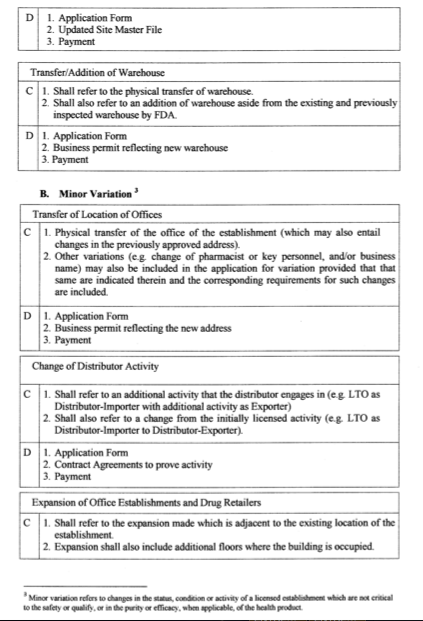 D 1. Application Form
2. Updated Site Master File
3. Payment
Transfer/Addition of Warehouse
C 1. Shall refer to the physical transfer of warehouse.
2. Shall also refer to an addition of warehouse aside from the existing and previously
inspected warehouse by FDA.
D 1. Application Form
2. Business permit reflecting new warehouse
3. Payment
B. Minor Variation 3
Transfer of Location of Offices
C 1. Physical transfer of the office of the establishment (which may also entail
changes in the previously approved address).
2. Other variations (e.g. change of pharmacist or key personnel, and/or business
name) may also be included in the application for variation provided that that
same are indicated therein and the corresponding requirements for such changes
are included.
D 1. Application Form
2. Business permit reflecting the new address
3. Payment
Change of Distributor Activity
C 1. Shall refer to an additional activity that the distributor engages in (e.g. LTO as
Distributor-Importer with additional activity as Exporter)
2. Shall also refer to a change from the initially licensed activity (e.g. LTO as
Distributor-Importer to Distributor-Exporter).
D 1. Application Form
2. Contract Agreements to prove activity
3. Payment
Expansion of Office Establishments and Drug Retailers
C 1. Shall refer to the expansion made which is adjacent to the existing location of the
establishment.
2. Expansion shall also include additional floors where the building is occupied.
3 Minor variation refers to changes in the status, condition or activity of a licensed establishment which are not critical
to the safety or qualify, or in the purity or efficacy, when applicable, of the health product.